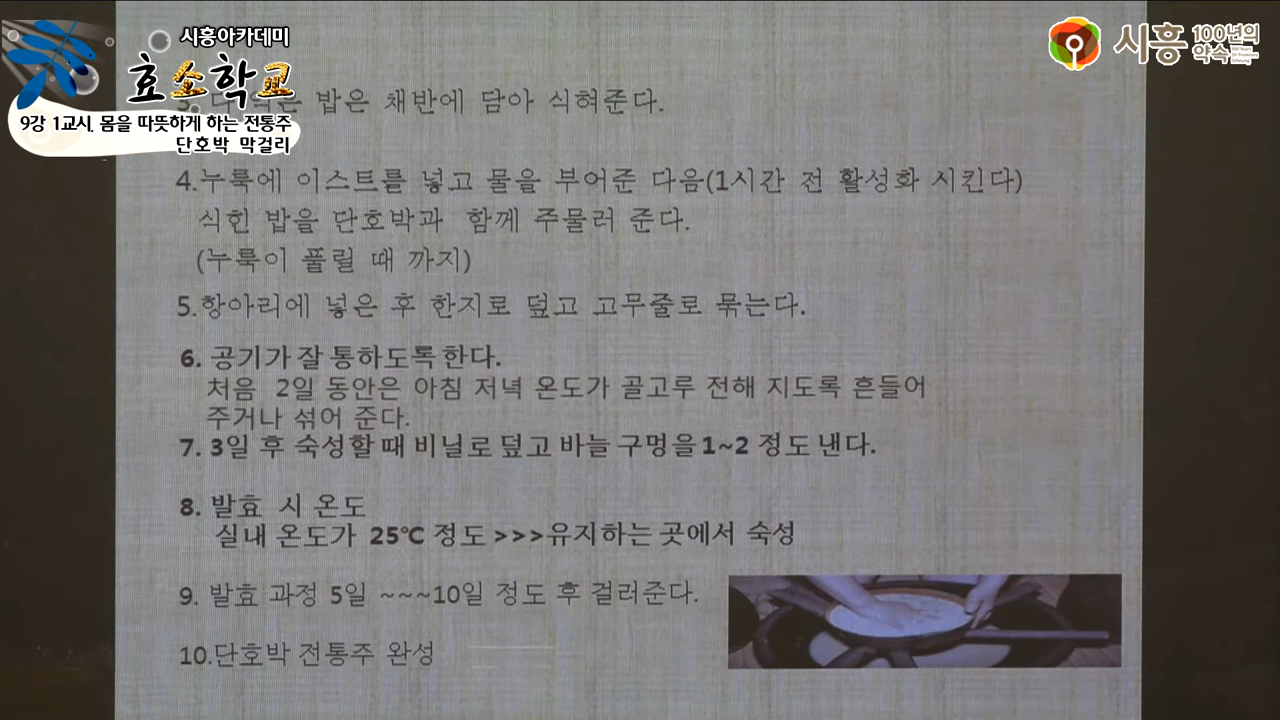 시흥아카데미
효소학교
9강 1교시. 몸을 따뜻하게 하는 전통주
단호박 막걸리
시흥 100년의
약속
밥은 채반에 담아 식혀준다.
4.누룩에 이스트를 넣고 물을 부어준 다음(1시간 전 활성화 시킨다)
식힌 밥을 단호박과 함께 주물러 준다.
(누룩이 풀릴 때 까지)
5.항아리에 넣은 후 한지로 덮고 고무줄로 묶는다.
6. 공기가 잘 통하도록 한다.
처음 2일 동안은 아침 저녁 온도가 골고루 전해 지도록 흔들어
주거나 섞어 준다.
7. 3일 후 숙성할 때 비닐로 덮고 바늘 구멍을 1~2 정도 낸다.
8. 발효 시 온도
실내 온도가 25℃ 정도 >>>유지하는 곳에서 숙성
9. 발효 과정 5일 ~~~10일 정도 후 걸러준다.
10.단호박 전통주 완성